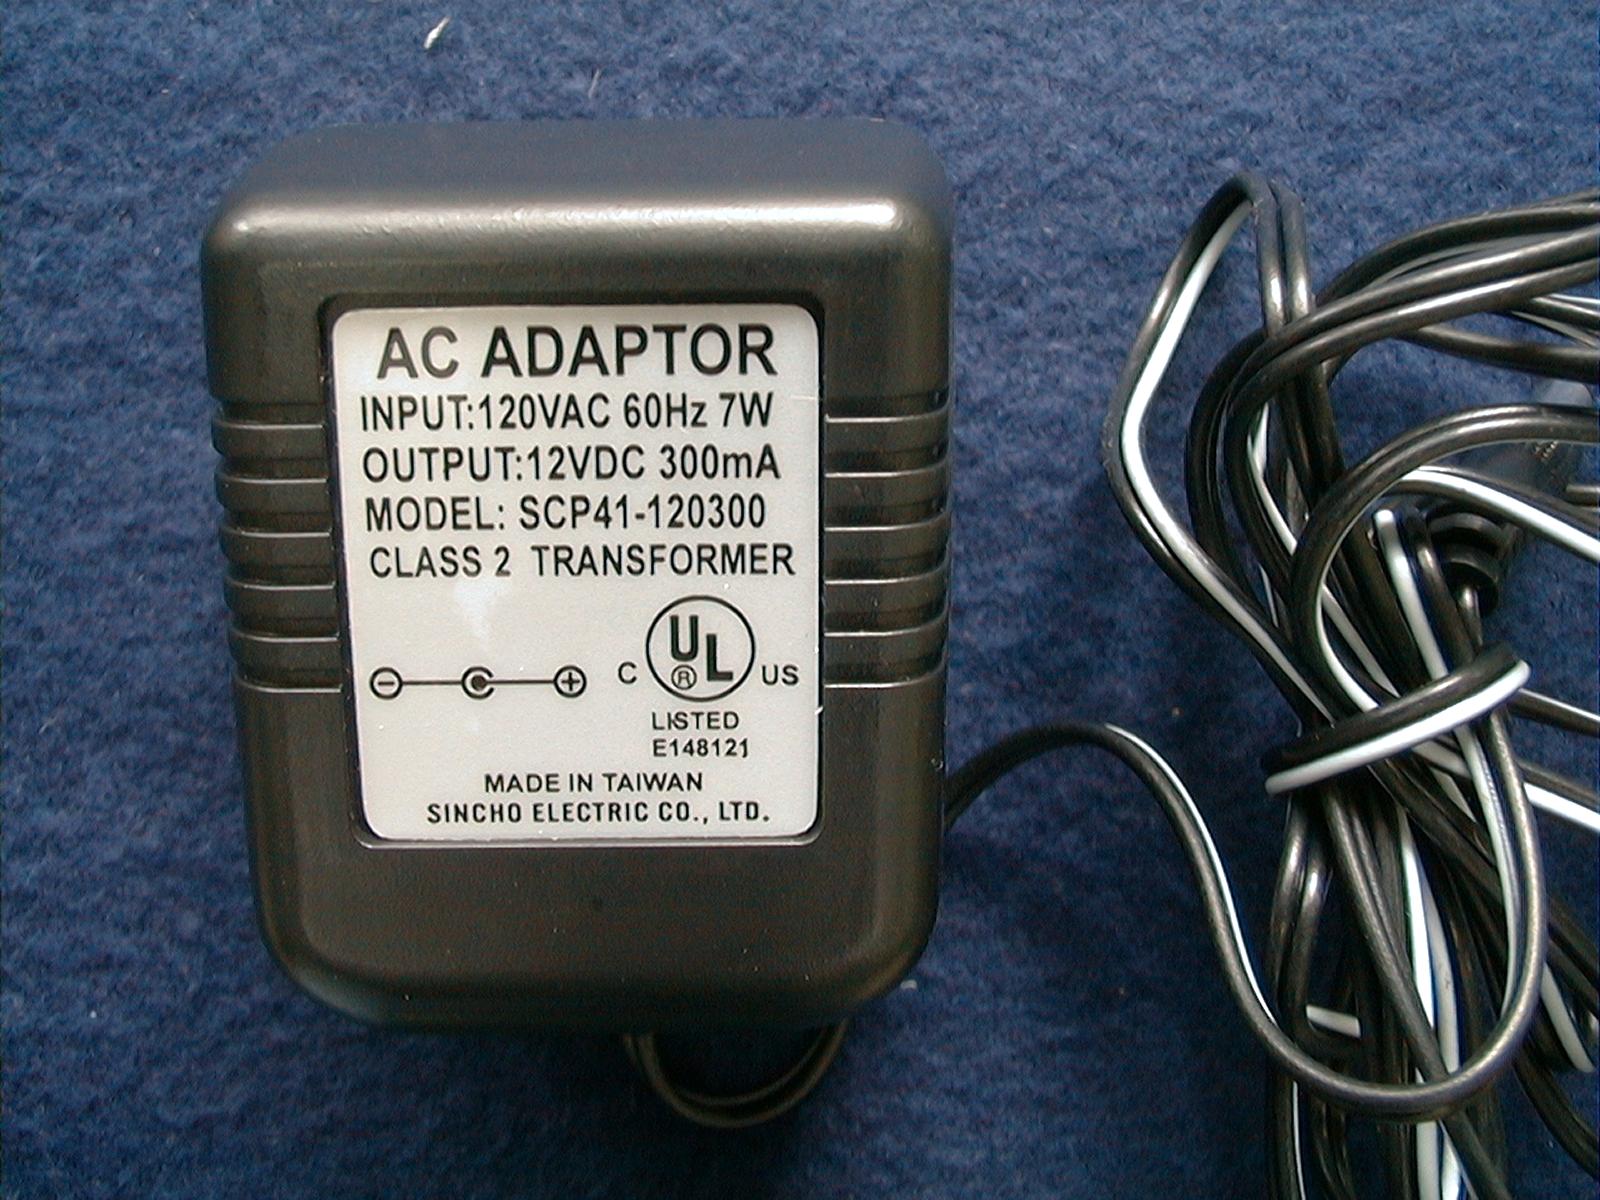 AC ADAPTOR
INPUT:120VAC 60Hz 7W
OUTPUT:12VDC 300mA
MODEL: SCP41-120300
CLASS 2 TRANSFORMER
C UL ® US
LISTED
E148121
MADE IN TAIWAN
SINCHO ELECTRIC CO., LTD.